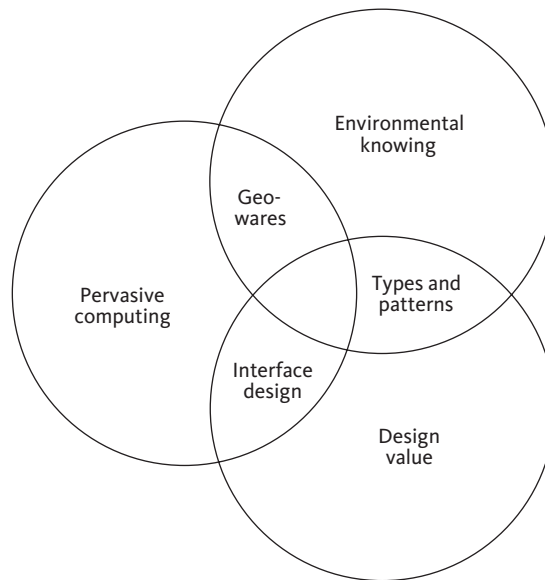 Environmental
knowing
Geo-
wares
Pervasive
computing
Types and
patterns
Interface
design
Design
value